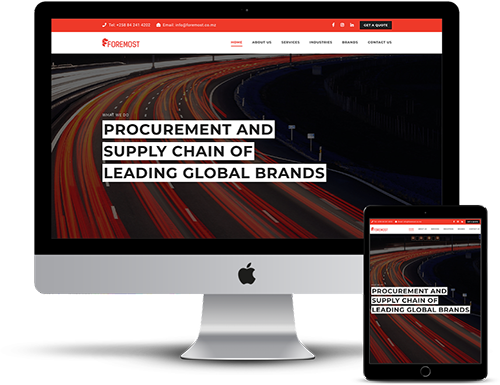 Tel: +258 84 247 4202 Email: info@foremost.co.mz GET A QUOTE
FOREMOST HOME ABOUT US SERVICES INDUSTRIES BRANDS CONTACT US
WHAT WE DO
PROCUREMENT AND
SUPPLY CHAIN OF
LEADING GLOBAL BRANDS
FOREMOST
PROCUREMENT AND
SUPPLY CHAIN OF
LEADING GLOBAL BRANDS